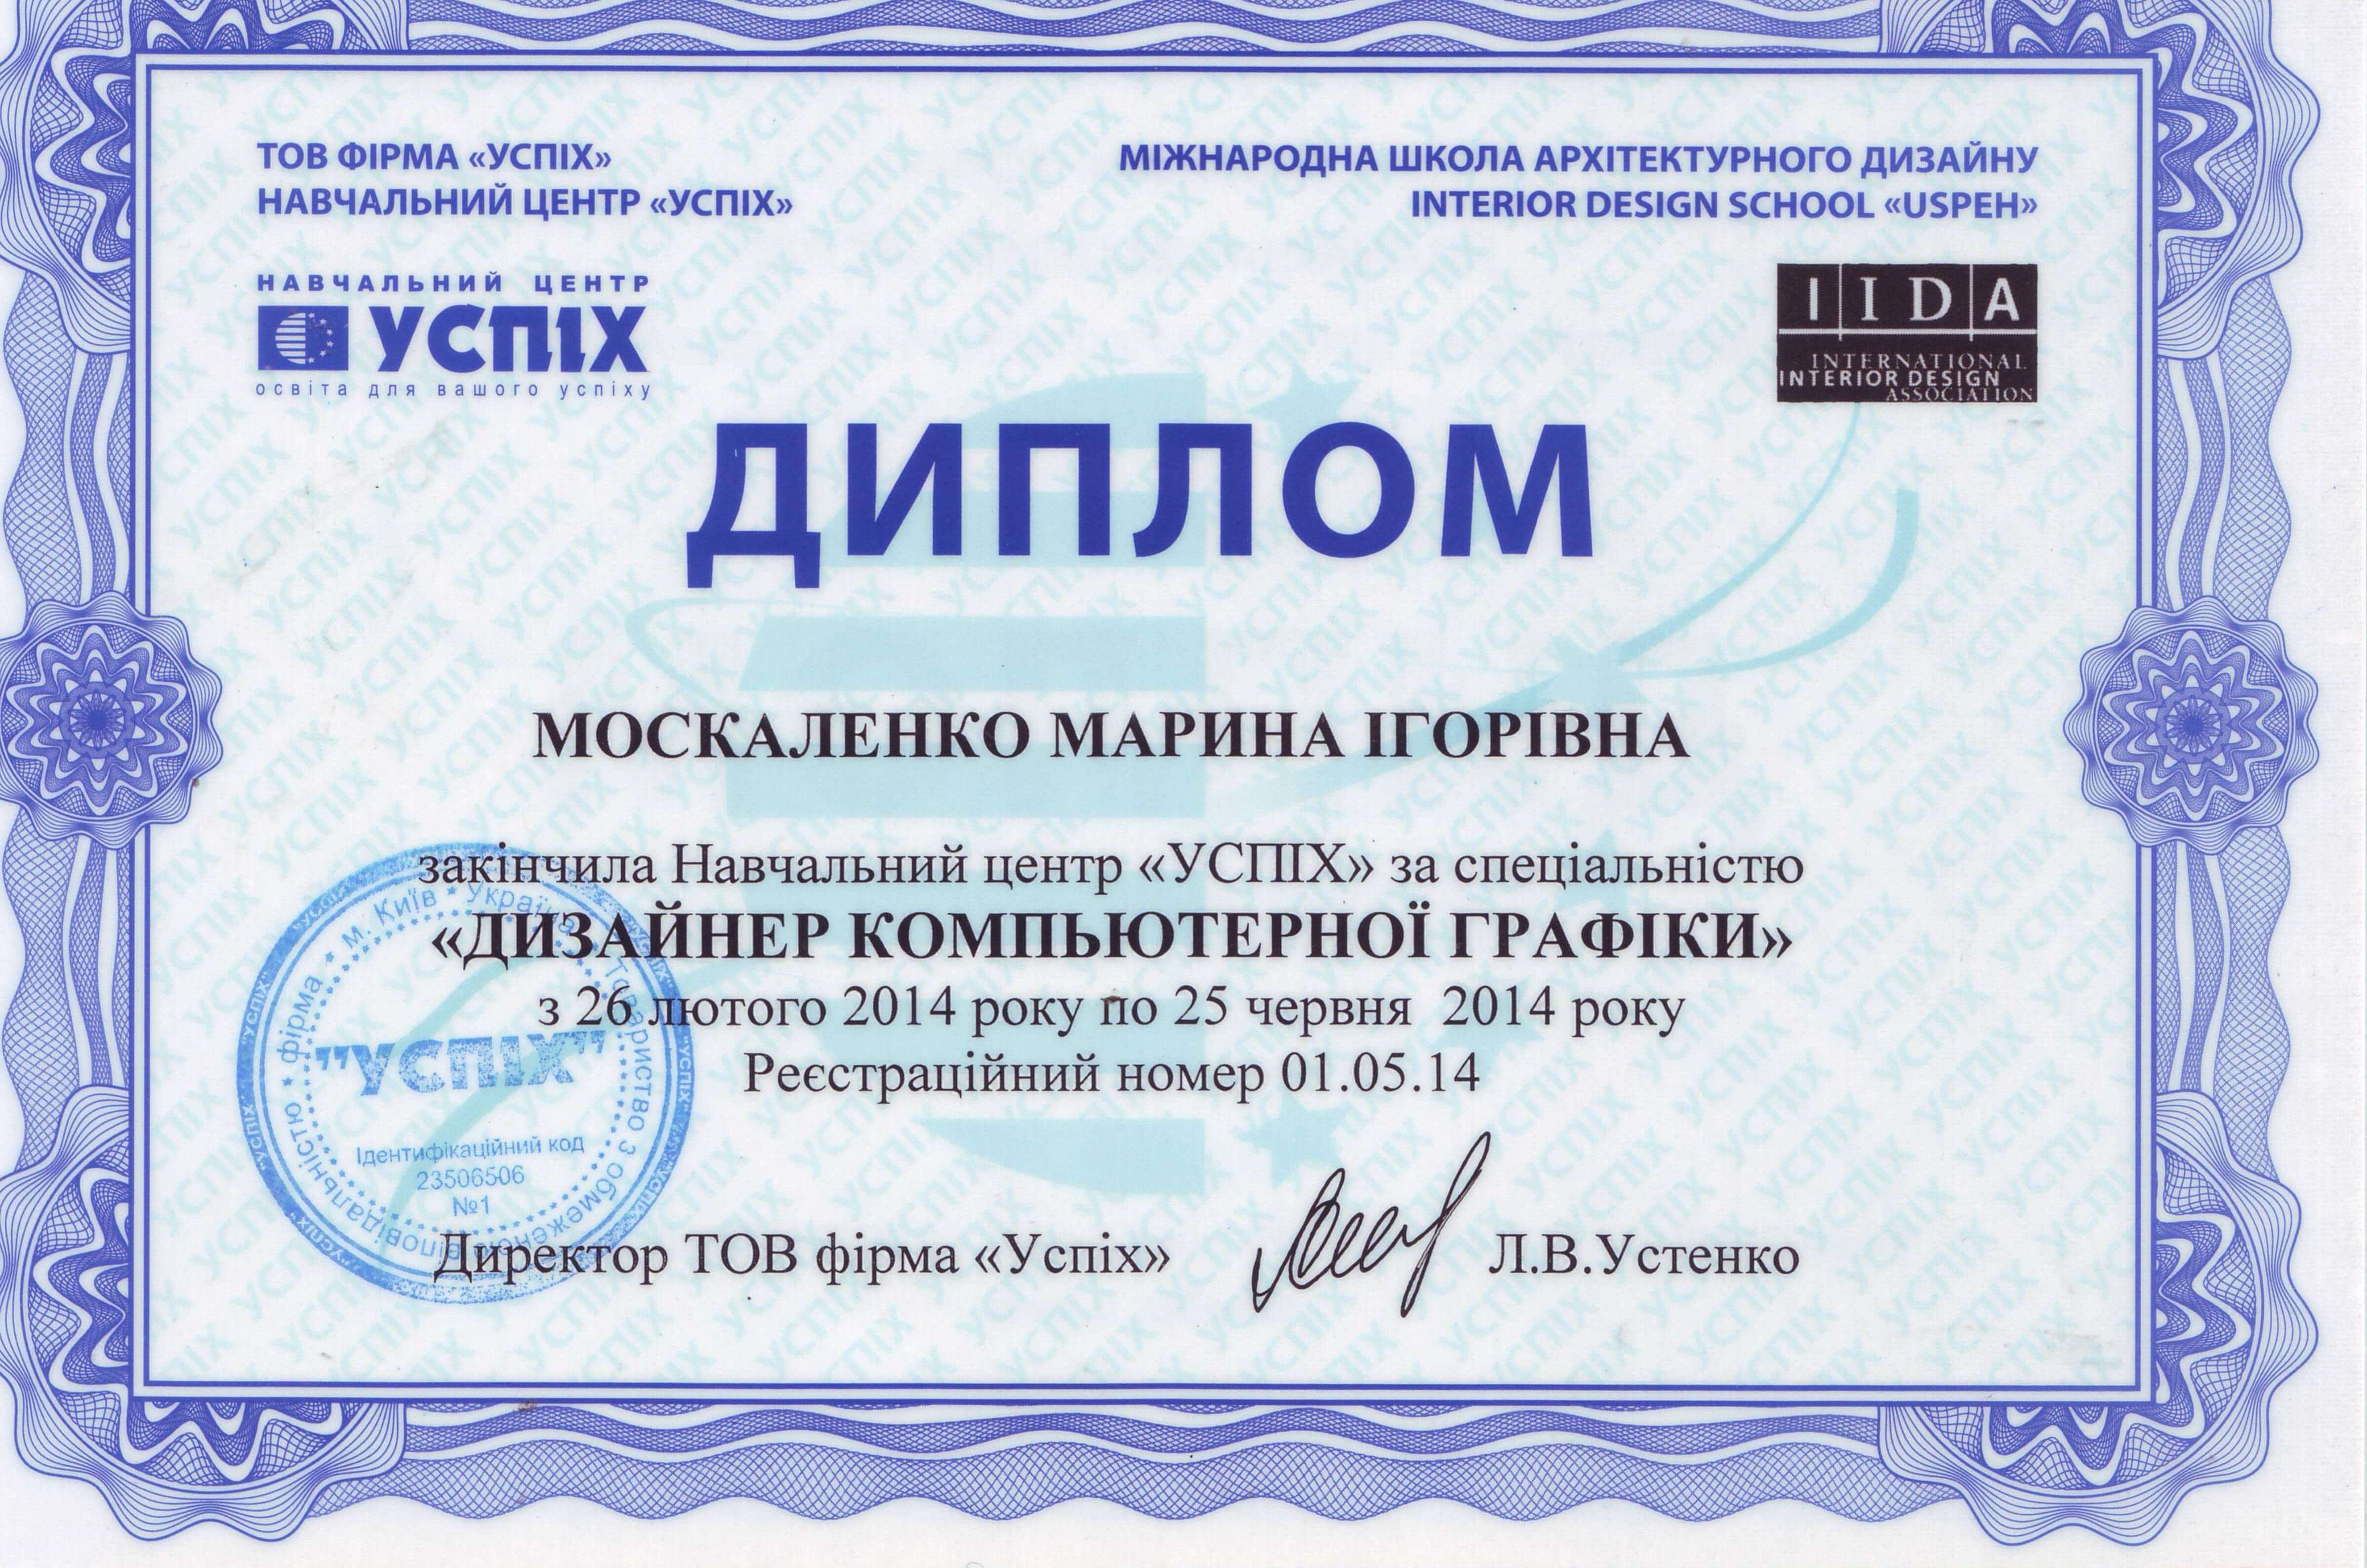 ТОВ ФІРМА «УСПІХ»
НАВЧАЛЬНИЙ ЦЕНТР «УСПІХ»
МІЖНАРОДНА ШКОЛА АРХІТЕКТУРНОГО ДИЗАЙНУ
INTERIOR DESIGN SCHOOL «USPEH»
НАВЧАЛЬНИЙ ЦЕНТР
УСПІХ
освіта для вашого успіху
IIDA
INTERNATIONAL
INTERIOR DESIGN
ASSOCIATION
ДИПЛОМ
МОСКАЛЕНКО МАРИНА ІГОРІВНА
закінчила Навчальний центр «УСПІХ» за спеціальністю
«ДИЗАЙНЕР КОМПЬЮТЕРНОЇ ГРАФІКИ»
з 26 лютого 2014 року по 25 червня 2014 року
Реєстраційний номер 01.05.14
м. Київ * Україна * Товариство з обмеженою відповідальністю * фірма *
"УСПІХ"
Ідентифікаційний код
23506506
№1
Директор ТОВ фірма «Успіх» Л.В.Устенко